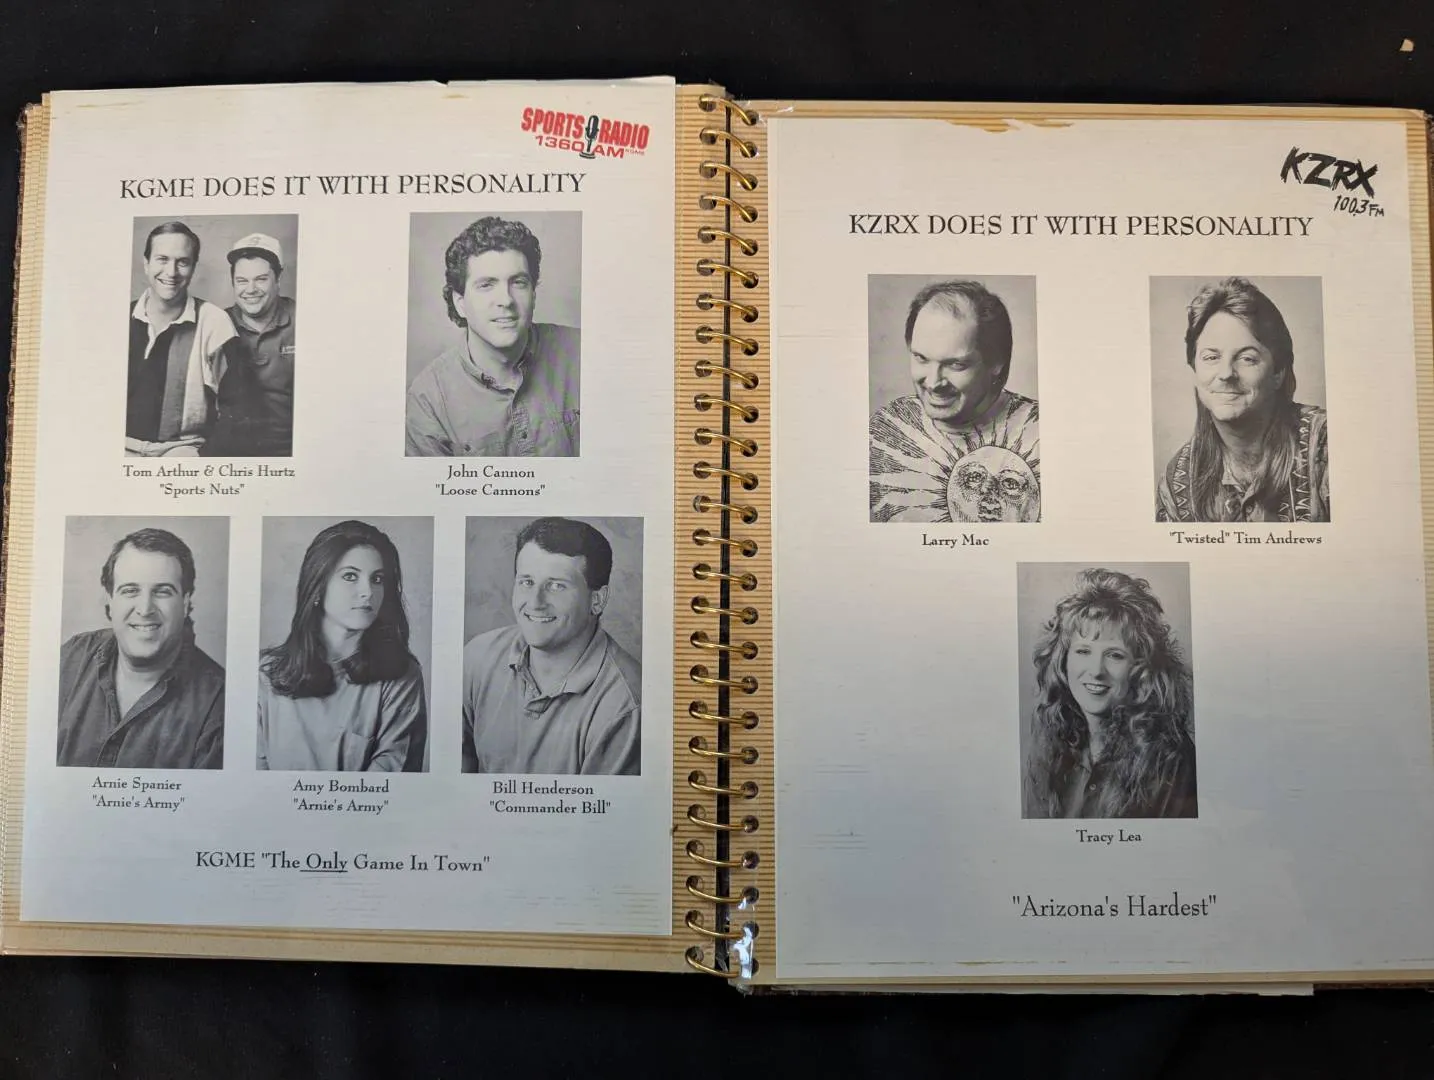 SPORTS RADIO
1360 AM KGME
KGME DOES IT WITH PERSONALITY
Tom Arthur & Chris Hurtz
"Sports Nuts"
John Cannon
"Loose Cannons"
Arnie Spanier
"Arnie's Army"
Amy Bombard
"Arnie's Army"
Bill Henderson
"Commander Bill"
KGME "The Only Game In Town"
KZRX
100.3 FM
KZRX DOES IT WITH PERSONALITY
Larry Mac
"Twisted" Tim Andrews
Tracy Lea
"Arizona's Hardest"